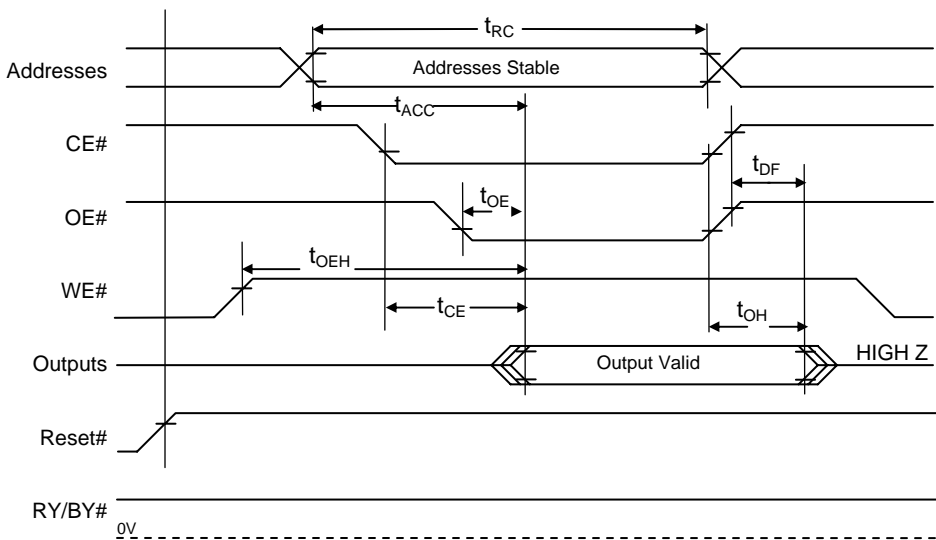 tRC
Addresses
Addresses Stable
tACC
CE#
tDF
tOE
OE#
tOEH
WE#
tCE
tOH
Outputs
Output Valid
HIGH Z
Reset#
RY/BY#
0V